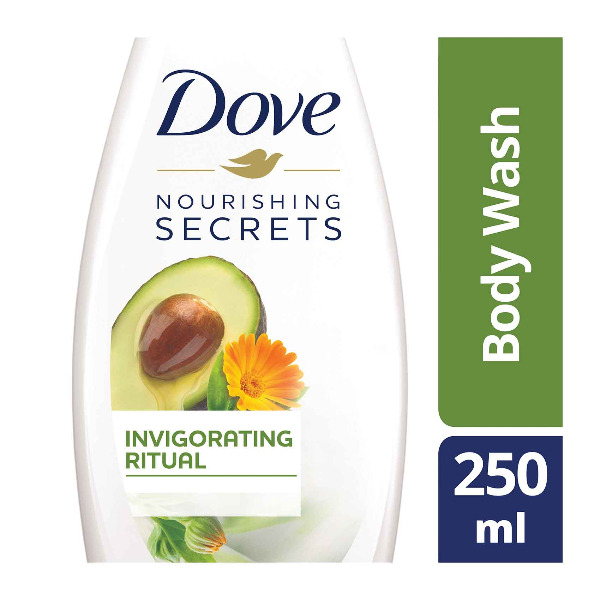 Dove
NOURISHING
SECRETS
INVIGORATING
RITUAL
Body Wash
250
ml